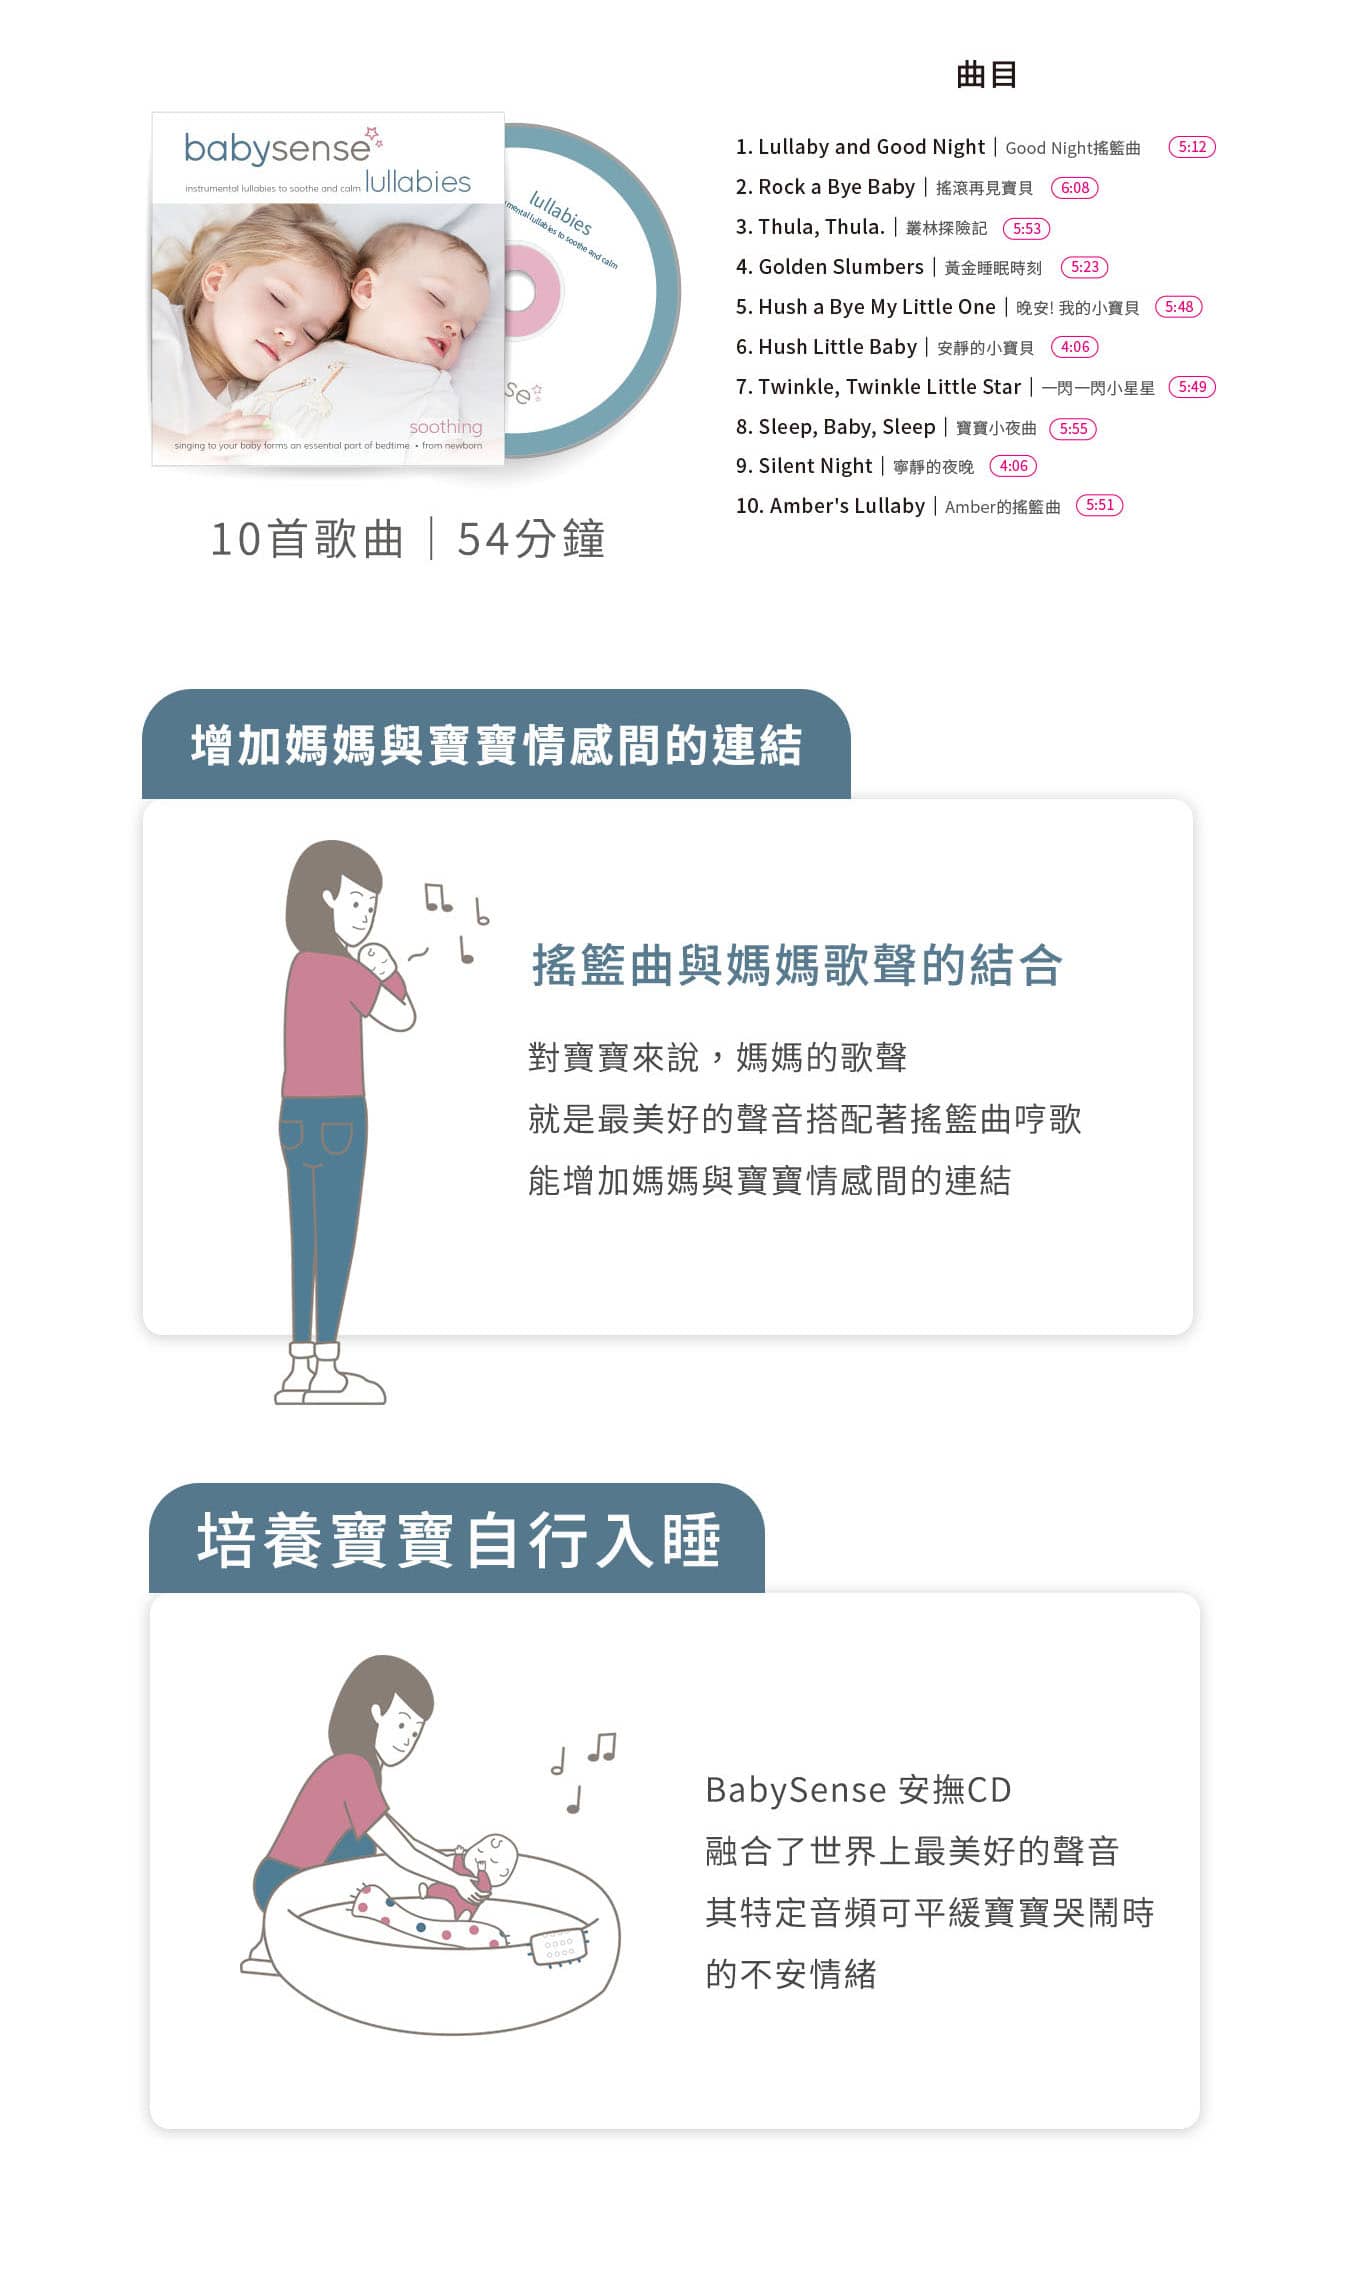 babysense
instrumental lullabies to soothe and calm lullabies
soothing
singing to your baby forms an essential part of bedtime • from newborn
lullabies
mental lullabies to soothe and calm
se
10首歌曲｜54分鐘
曲目
1. Lullaby and Good Night｜Good Night搖籃曲 5:12
2. Rock a Bye Baby｜搖滾再見寶貝 6:08
3. Thula, Thula.｜叢林探險記 5:53
4. Golden Slumbers｜黃金睡眠時刻 5:23
5. Hush a Bye My Little One｜晚安! 我的小寶貝 5:48
6. Hush Little Baby｜安靜的小寶貝 4:06
7. Twinkle, Twinkle Little Star｜一閃一閃小星星 5:49
8. Sleep, Baby, Sleep｜寶寶小夜曲 5:55
9. Silent Night｜寧靜的夜晚 4:06
10. Amber's Lullaby｜Amber的搖籃曲 5:51
增加媽媽與寶寶情感間的連結
搖籃曲與媽媽歌聲的結合
對寶寶來說，媽媽的歌聲
就是最美好的聲音搭配著搖籃曲哼歌
能增加媽媽與寶寶情感間的連結
培養寶寶自行入睡
BabySense 安撫CD
融合了世界上最美好的聲音
其特定音頻可平緩寶寶哭鬧時
的不安情緒